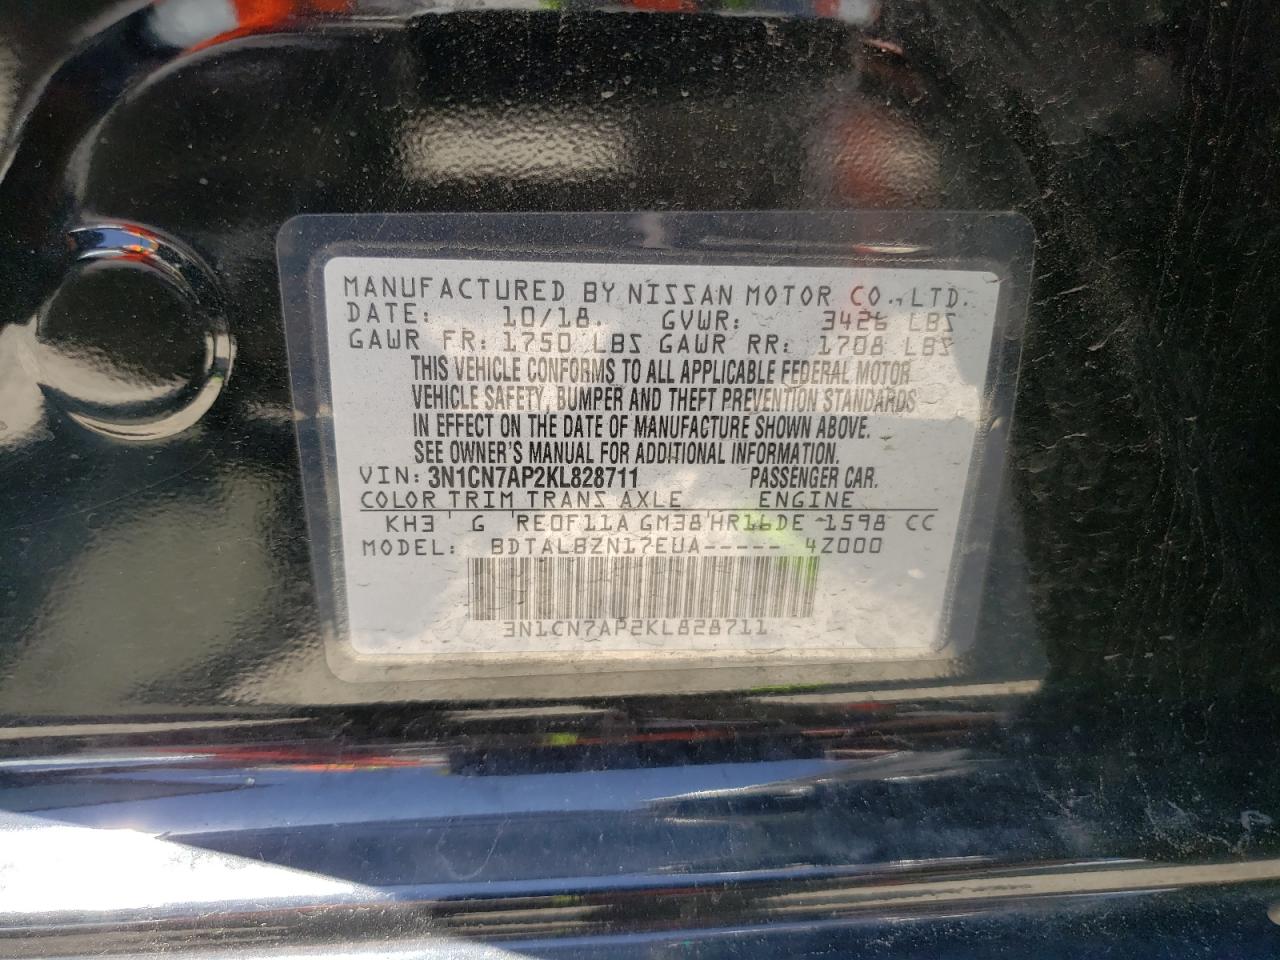 MANUFACTURED BY NISSAN MOTOR CO., LTD.
DATE: 10/18. GVWR: 3426 LBS
GAWR FR: 1750 LBS GAWR RR: 1708 LBS
THIS VEHICLE CONFORMS TO ALL APPLICABLE FEDERAL MOTOR
VEHICLE SAFETY, BUMPER AND THEFT PREVENTION STANDARDS
IN EFFECT ON THE DATE OF MANUFACTURE SHOWN ABOVE.
SEE OWNER'S MANUAL FOR ADDITIONAL INFORMATION.
VIN: 3N1CN7AP2KL828711 PASSENGER CAR.
COLOR TRIM TRANS AXLE ENGINE
KH3 G RE0F11A GM38 HR16DE 1598 CC
MODEL: BDTALBZN17EUA----- 4Z000
3N1CN7AP2KL828711